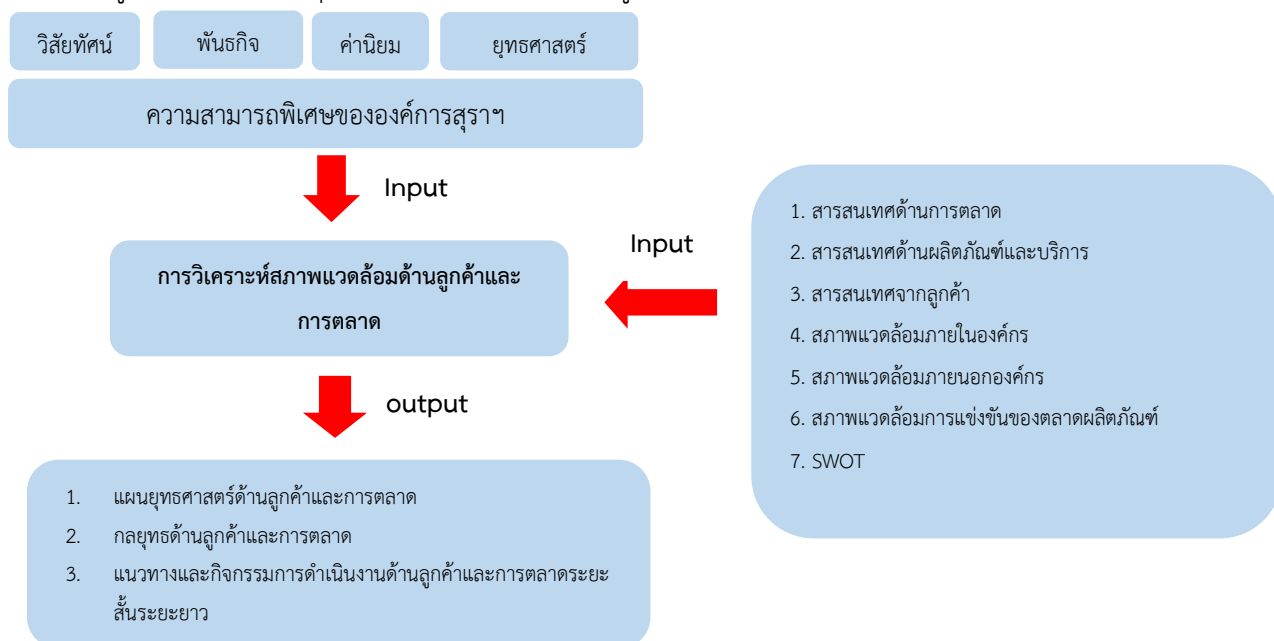 วิสัยทัศน์
พันธกิจ
ค่านิยม
ยุทธศาสตร์
ความสามารถพิเศษขององค์การสุราฯ
Input
การวิเคราะห์สภาพแวดล้อมด้านลูกค้าและ
การตลาด
Input
1. สารสนเทศด้านการตลาด
2. สารสนเทศด้านผลิตภัณฑ์และบริการ
3. สารสนเทศจากลูกค้า
4. สภาพแวดล้อมภายในองค์กร
5. สภาพแวดล้อมภายนอกองค์กร
6. สภาพแวดล้อมการแข่งขันของตลาดผลิตภัณฑ์
7. SWOT
output
1. แผนยุทธศาสตร์ด้านลูกค้าและการตลาด
2. กลยุทธด้านลูกค้าและการตลาด
3. แนวทางและกิจกรรมการดำเนินงานด้านลูกค้าและการตลาดระยะ
สั้นระยะยาว